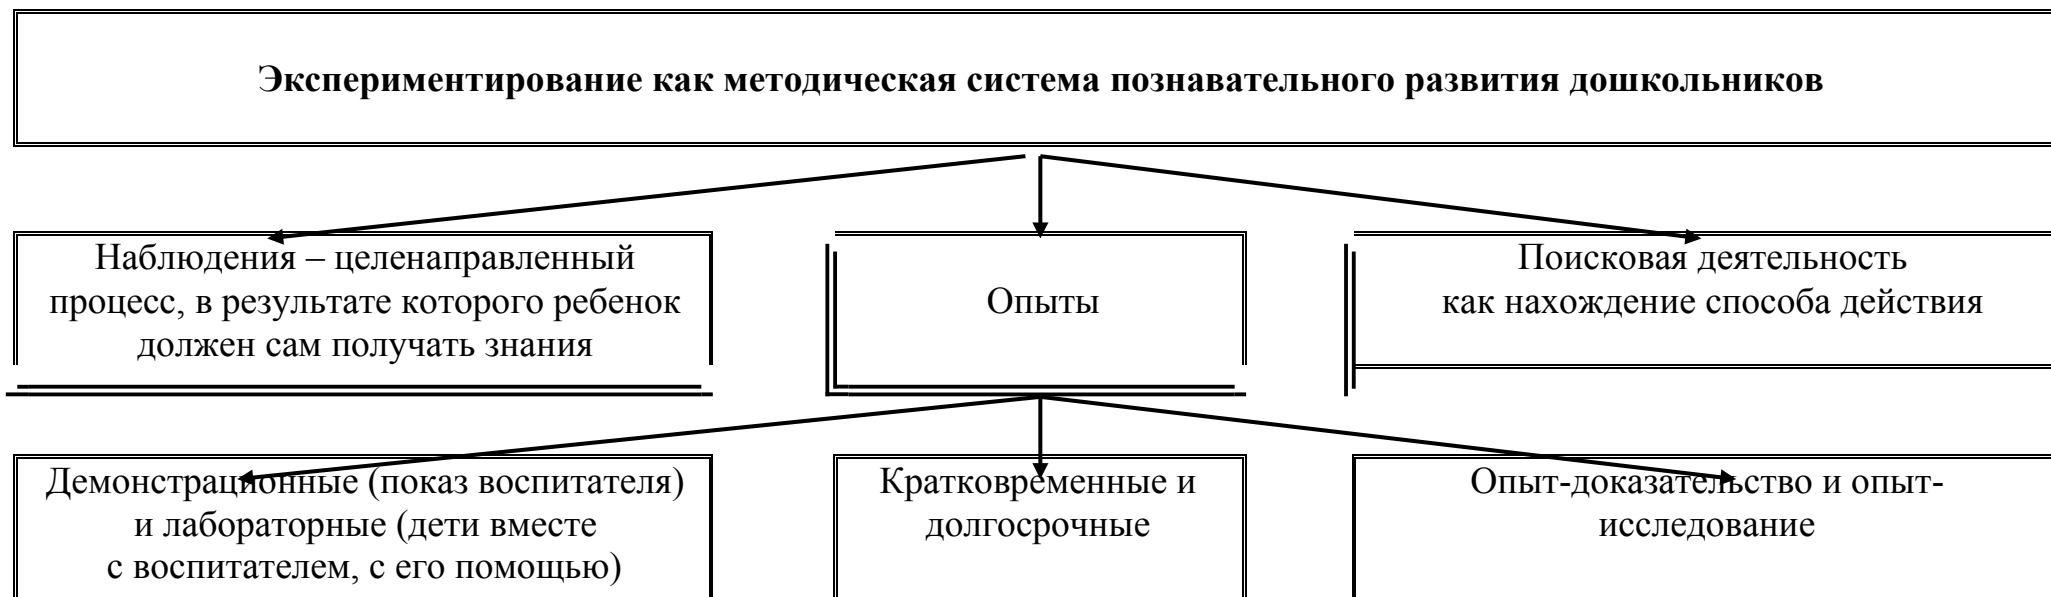 Экспериментирование как методическая система познавательного развития дошкольников
Наблюдения – целенаправленный
процесс, в результате которого ребенок
должен сам получать знания
Опыты
Поисковая деятельность
как нахождение способа действия
Демонстрационные (показ воспитателя)
и лабораторные (дети вместе
с воспитателем, с его помощью)
Кратковременные и
долгосрочные
Опыт-доказательство и опыт-
исследование